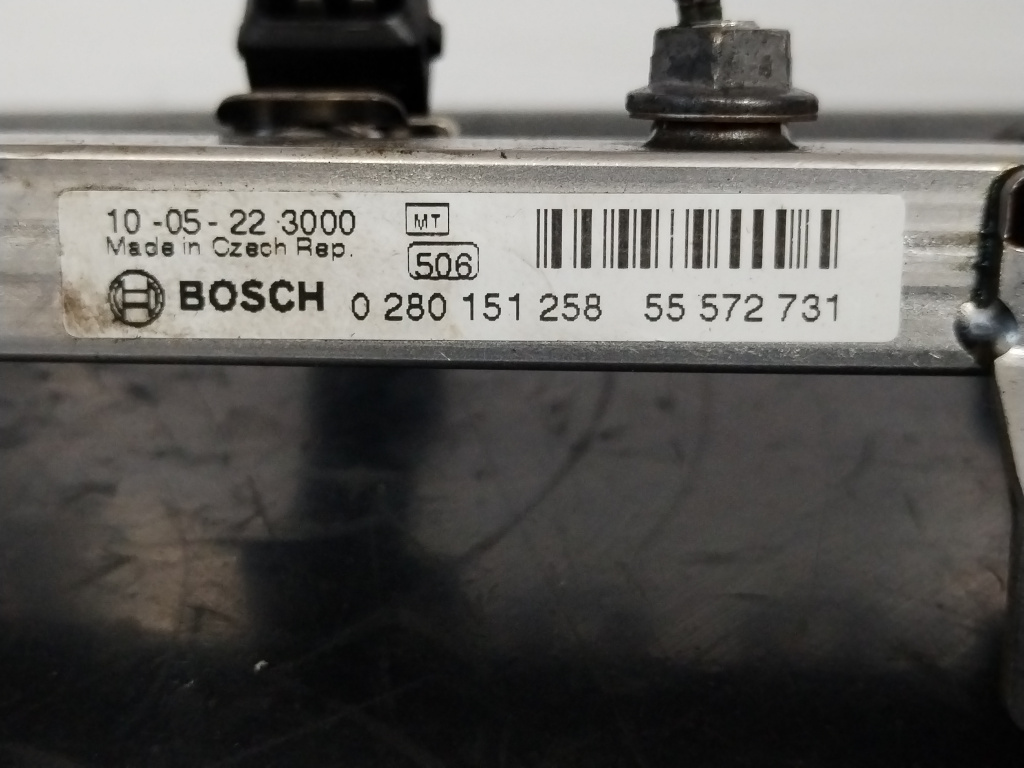 10 -05 - 22 3000 MT
Made in Czech Rep. 506
BOSCH 0 280 151 258 55 572 731